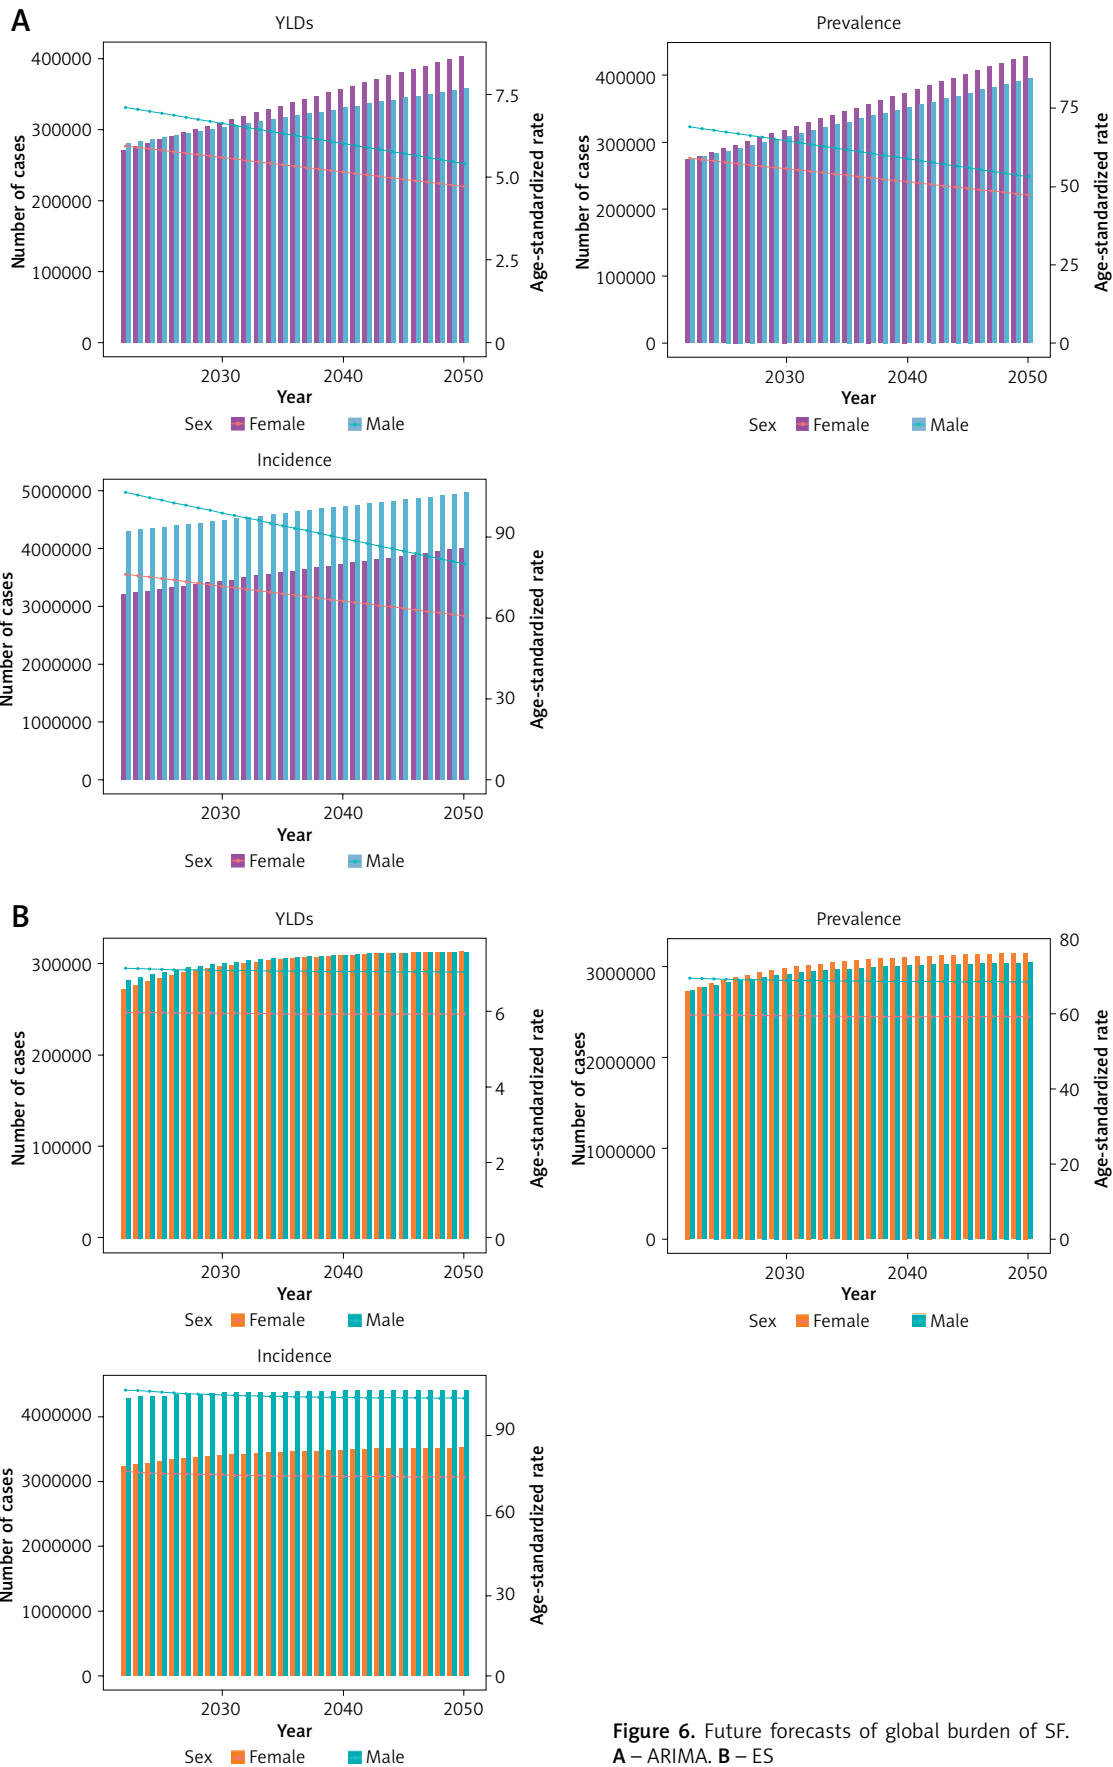 A
YLDs
400000
300000
200000
100000
0
7.5
5.0
2.5
0
Number of cases
Age-standardized rate
2030 2040 2050
Year
Sex Female Male
Prevalence
400000
300000
200000
100000
0
75
50
25
0
Number of cases
Age-standardized rate
2030 2040 2050
Year
Sex Female Male
Incidence
5000000
4000000
3000000
2000000
1000000
0
90
60
30
0
Number of cases
Age-standardized rate
2030 2040 2050
Year
Sex Female Male
B
YLDs
300000
200000
100000
0
6
4
2
0
Number of cases
Age-standardized rate
2030 2040 2050
Year
Sex Female Male
Prevalence
3000000
2000000
1000000
0
80
60
40
20
0
Number of cases
Age-standardized rate
2030 2040 2050
Year
Sex Female Male
Incidence
4000000
3000000
2000000
1000000
0
90
60
30
0
Number of cases
Age-standardized rate
2030 2040 2050
Year
Sex Female Male
Figure 6. Future forecasts of global burden of SF.
A – ARIMA. B – ES